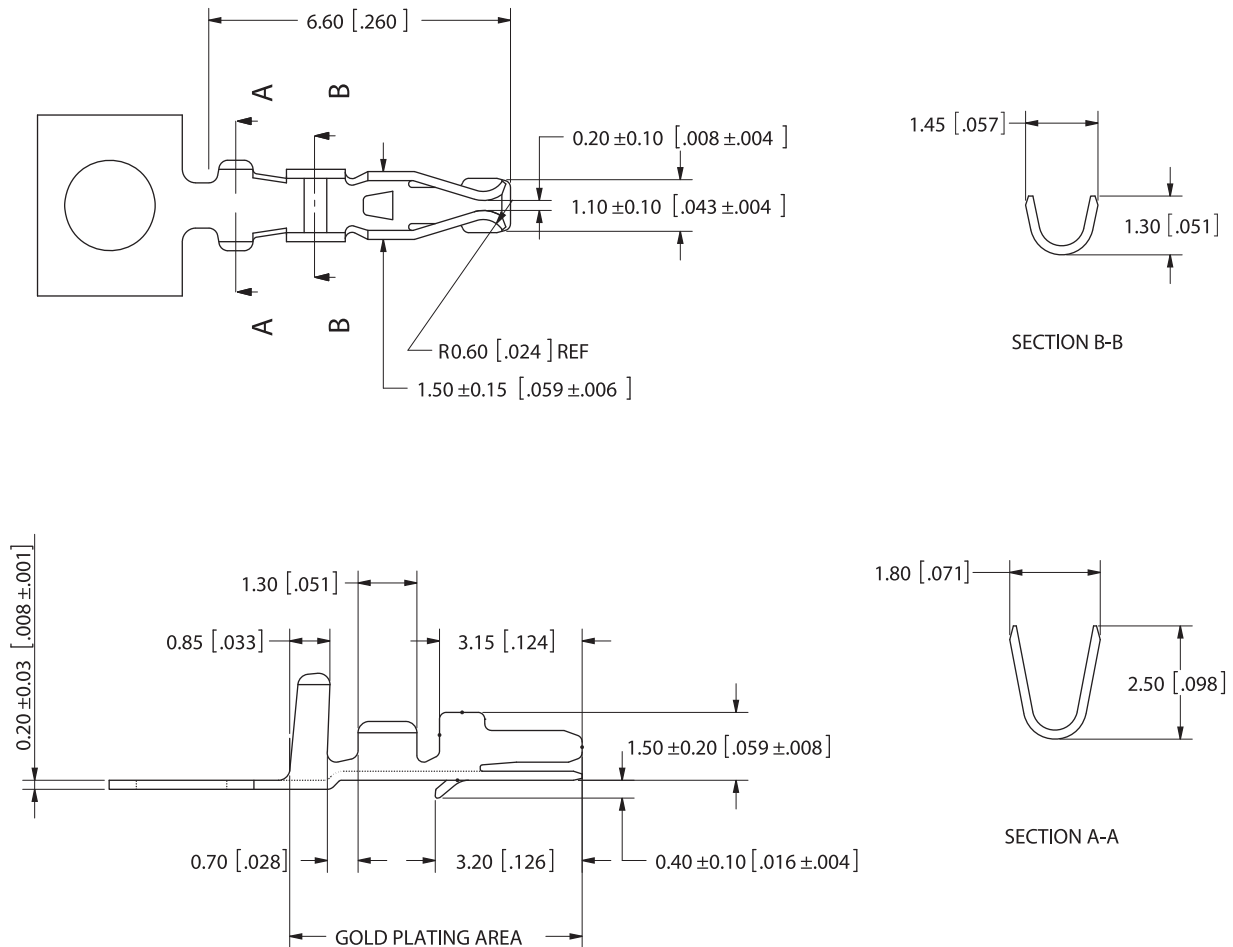 6.60 [.260]
A
B
0.20 ±0.10 [.008 ±.004]
1.10 ±0.10 [.043 ±.004]
A
B
R0.60 [.024] REF
1.50 ±0.15 [.059 ±.006]
1.45 [.057]
1.30 [.051]
SECTION B-B
0.20 ±0.03 [.008 ±.001]
1.30 [.051]
0.85 [.033]
3.15 [.124]
1.50 ±0.20 [.059 ±.008]
0.70 [.028]
3.20 [.126]
0.40 ±0.10 [.016 ±.004]
GOLD PLATING AREA
1.80 [.071]
2.50 [.098]
SECTION A-A